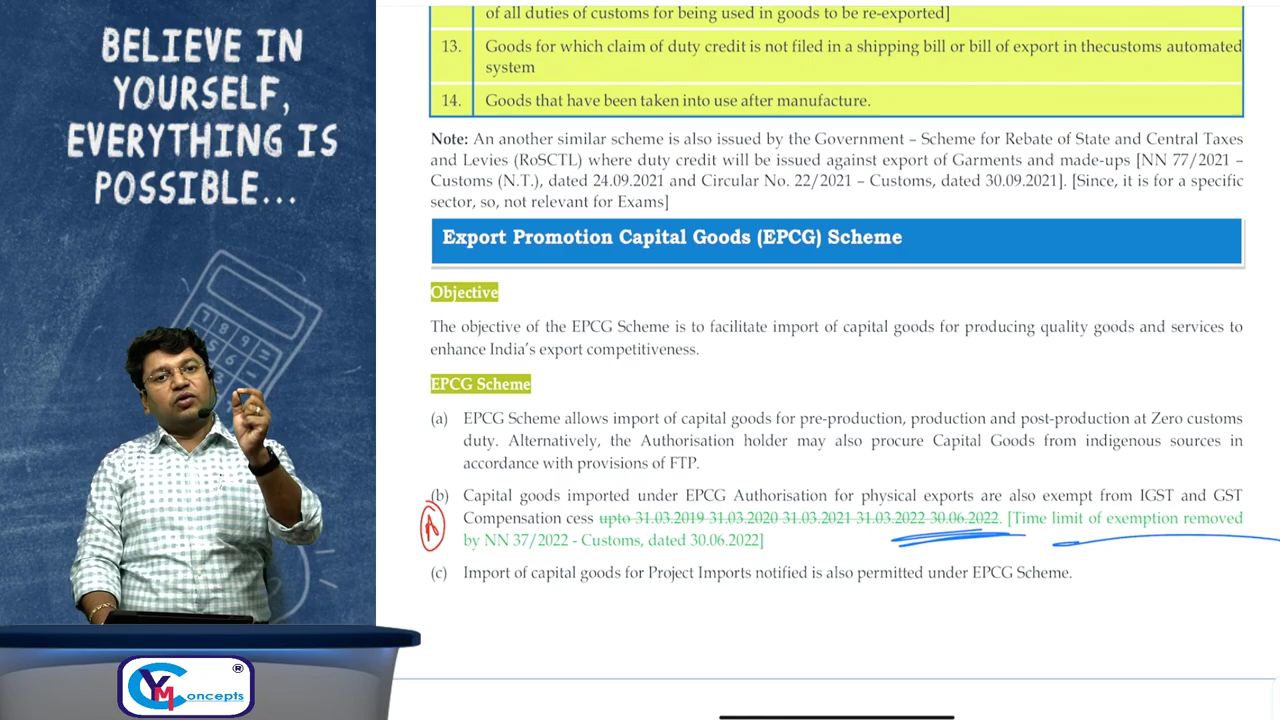 BELIEVE IN
YOURSELF,
EVERYTHING IS
POSSIBLE...
of all duties of customs for being used in goods to be re-exported]
13. Goods for which claim of duty credit is not filed in a shipping bill or bill of export in thecustoms automated
system
14. Goods that have been taken into use after manufacture.
Note: An another similar scheme is also issued by the Government – Scheme for Rebate of State and Central Taxes
and Levies (RoSCTL) where duty credit will be issued against export of Garments and made-ups [NN 77/2021 –
Customs (N.T.), dated 24.09.2021 and Circular No. 22/2021 – Customs, dated 30.09.2021]. [Since, it is for a specific
sector, so, not relevant for Exams]
Export Promotion Capital Goods (EPCG) Scheme
Objective
The objective of the EPCG Scheme is to facilitate import of capital goods for producing quality goods and services to
enhance India's export competitiveness.
EPCG Scheme
(a) EPCG Scheme allows import of capital goods for pre-production, production and post-production at Zero customs
duty. Alternatively, the Authorisation holder may also procure Capital Goods from indigenous sources in
accordance with provisions of FTP.
(b) Capital goods imported under EPCG Authorisation for physical exports are also exempt from IGST and GST
A
Compensation cess upto 31.03.2019 31.03.2020 31.03.2021 31.03.2022 30.06.2022. [Time limit of exemption removed
by NN 37/2022 - Customs, dated 30.06.2022]
(c) Import of capital goods for Project Imports notified is also permitted under EPCG Scheme.
YM Concepts ®